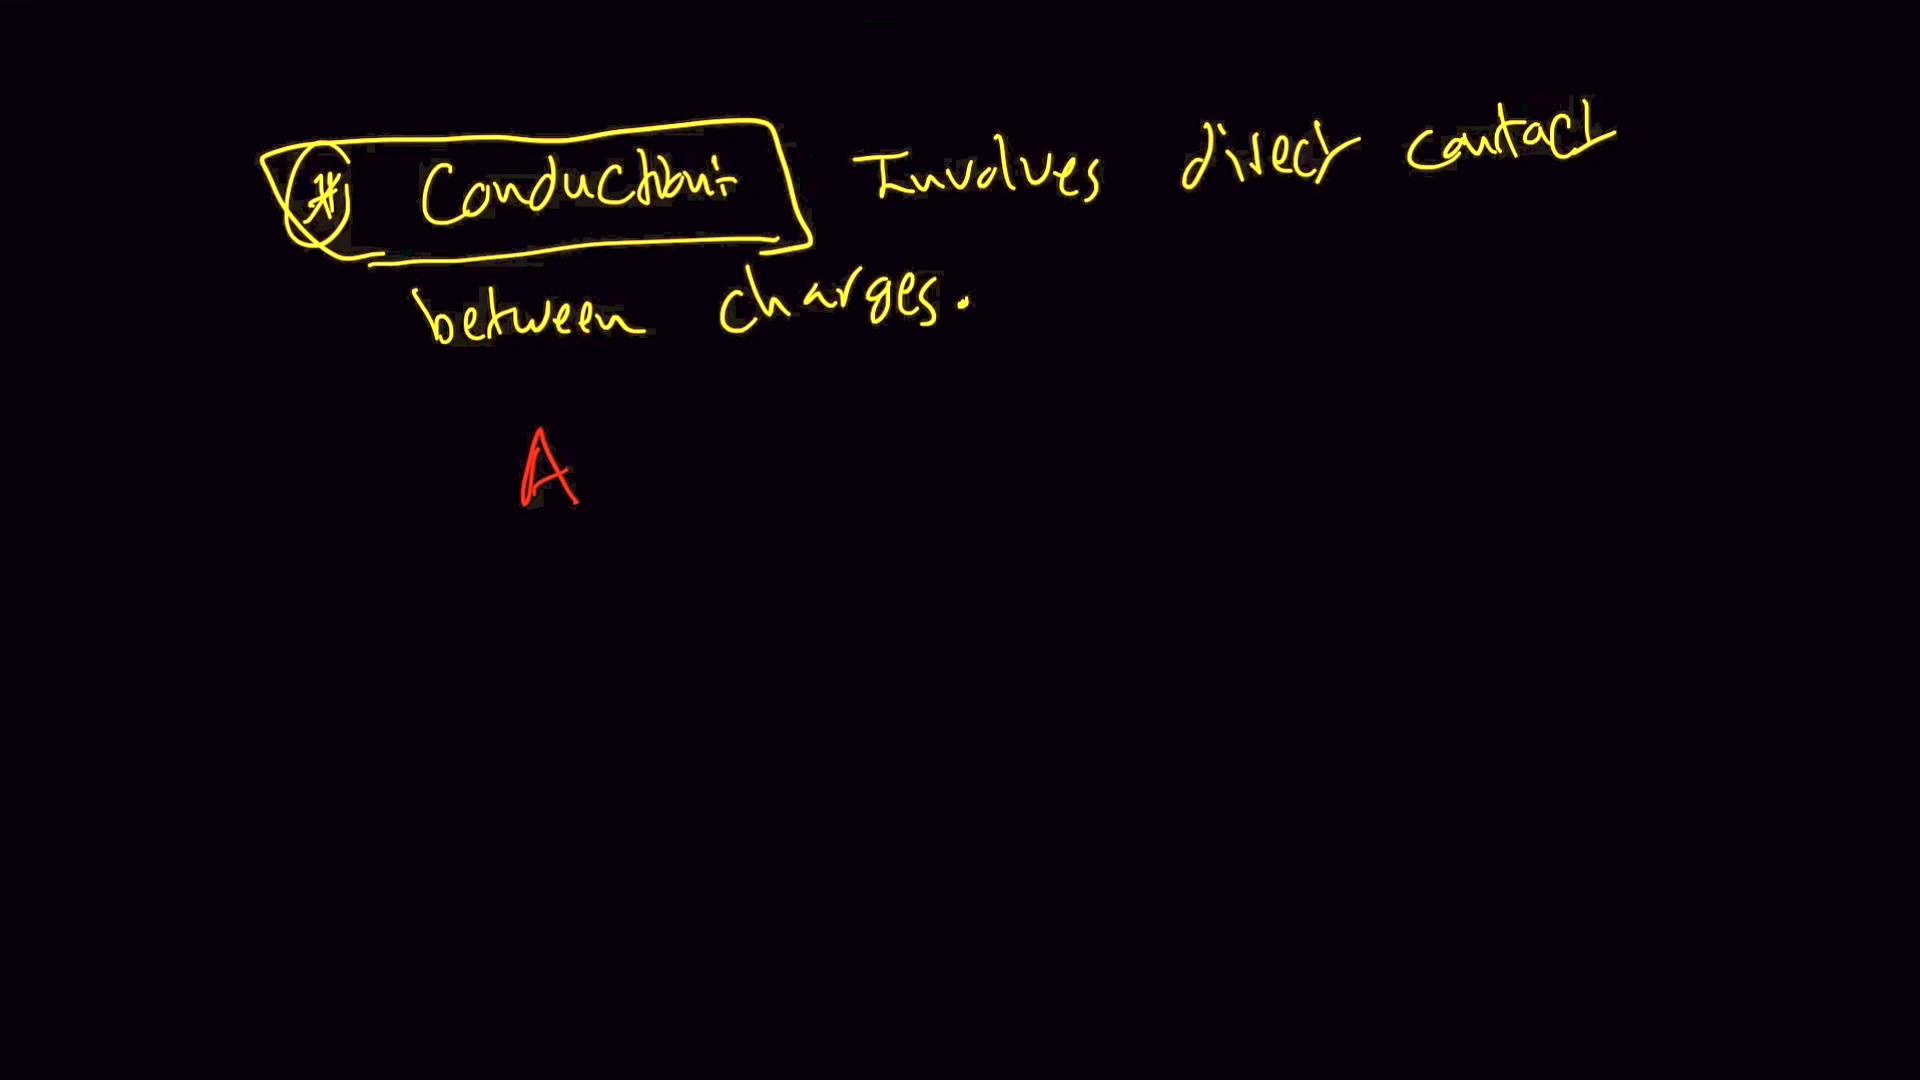 * Conduction: Involves direct contact
between charges.
A